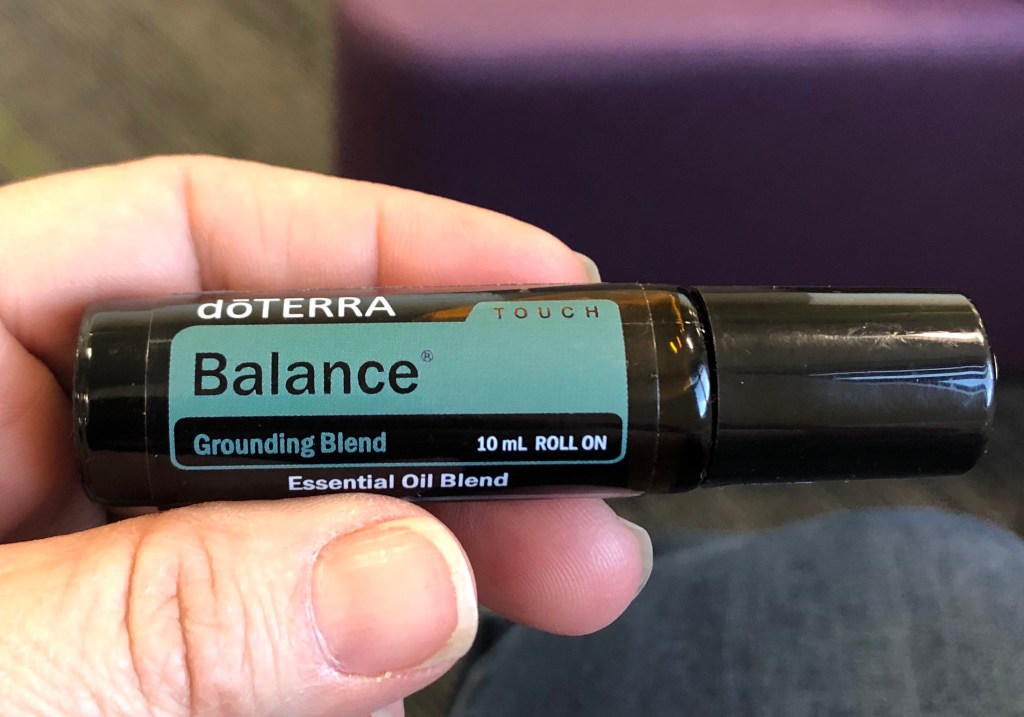 dōTERRA
TOUCH
Balance®
Grounding Blend
10 mL ROLL ON
Essential Oil Blend